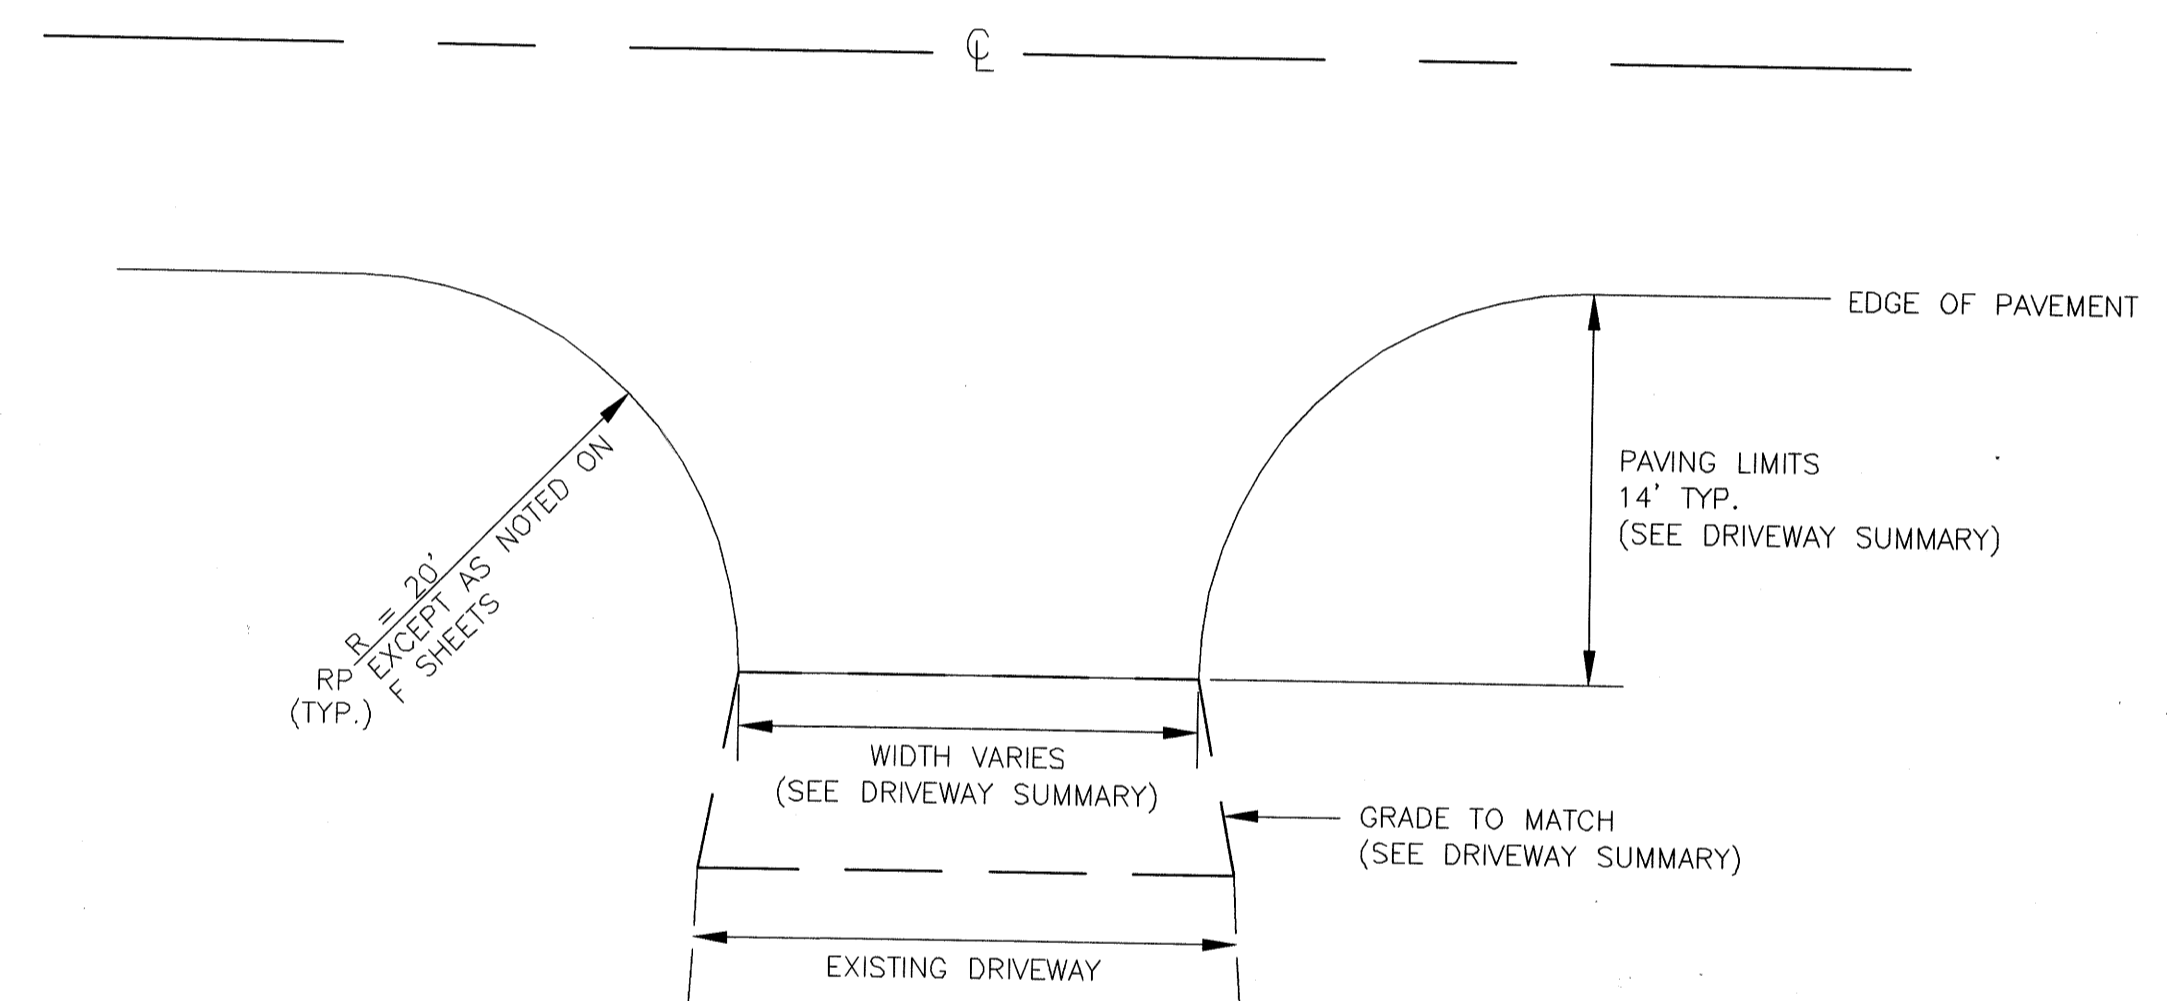 ℄
EDGE OF PAVEMENT
PAVING LIMITS
14' TYP.
(SEE DRIVEWAY SUMMARY)
R = 20'
EXCEPT AS NOTED ON
F SHEETS
RP
(TYP.)
WIDTH VARIES
(SEE DRIVEWAY SUMMARY)
GRADE TO MATCH
(SEE DRIVEWAY SUMMARY)
EXISTING DRIVEWAY